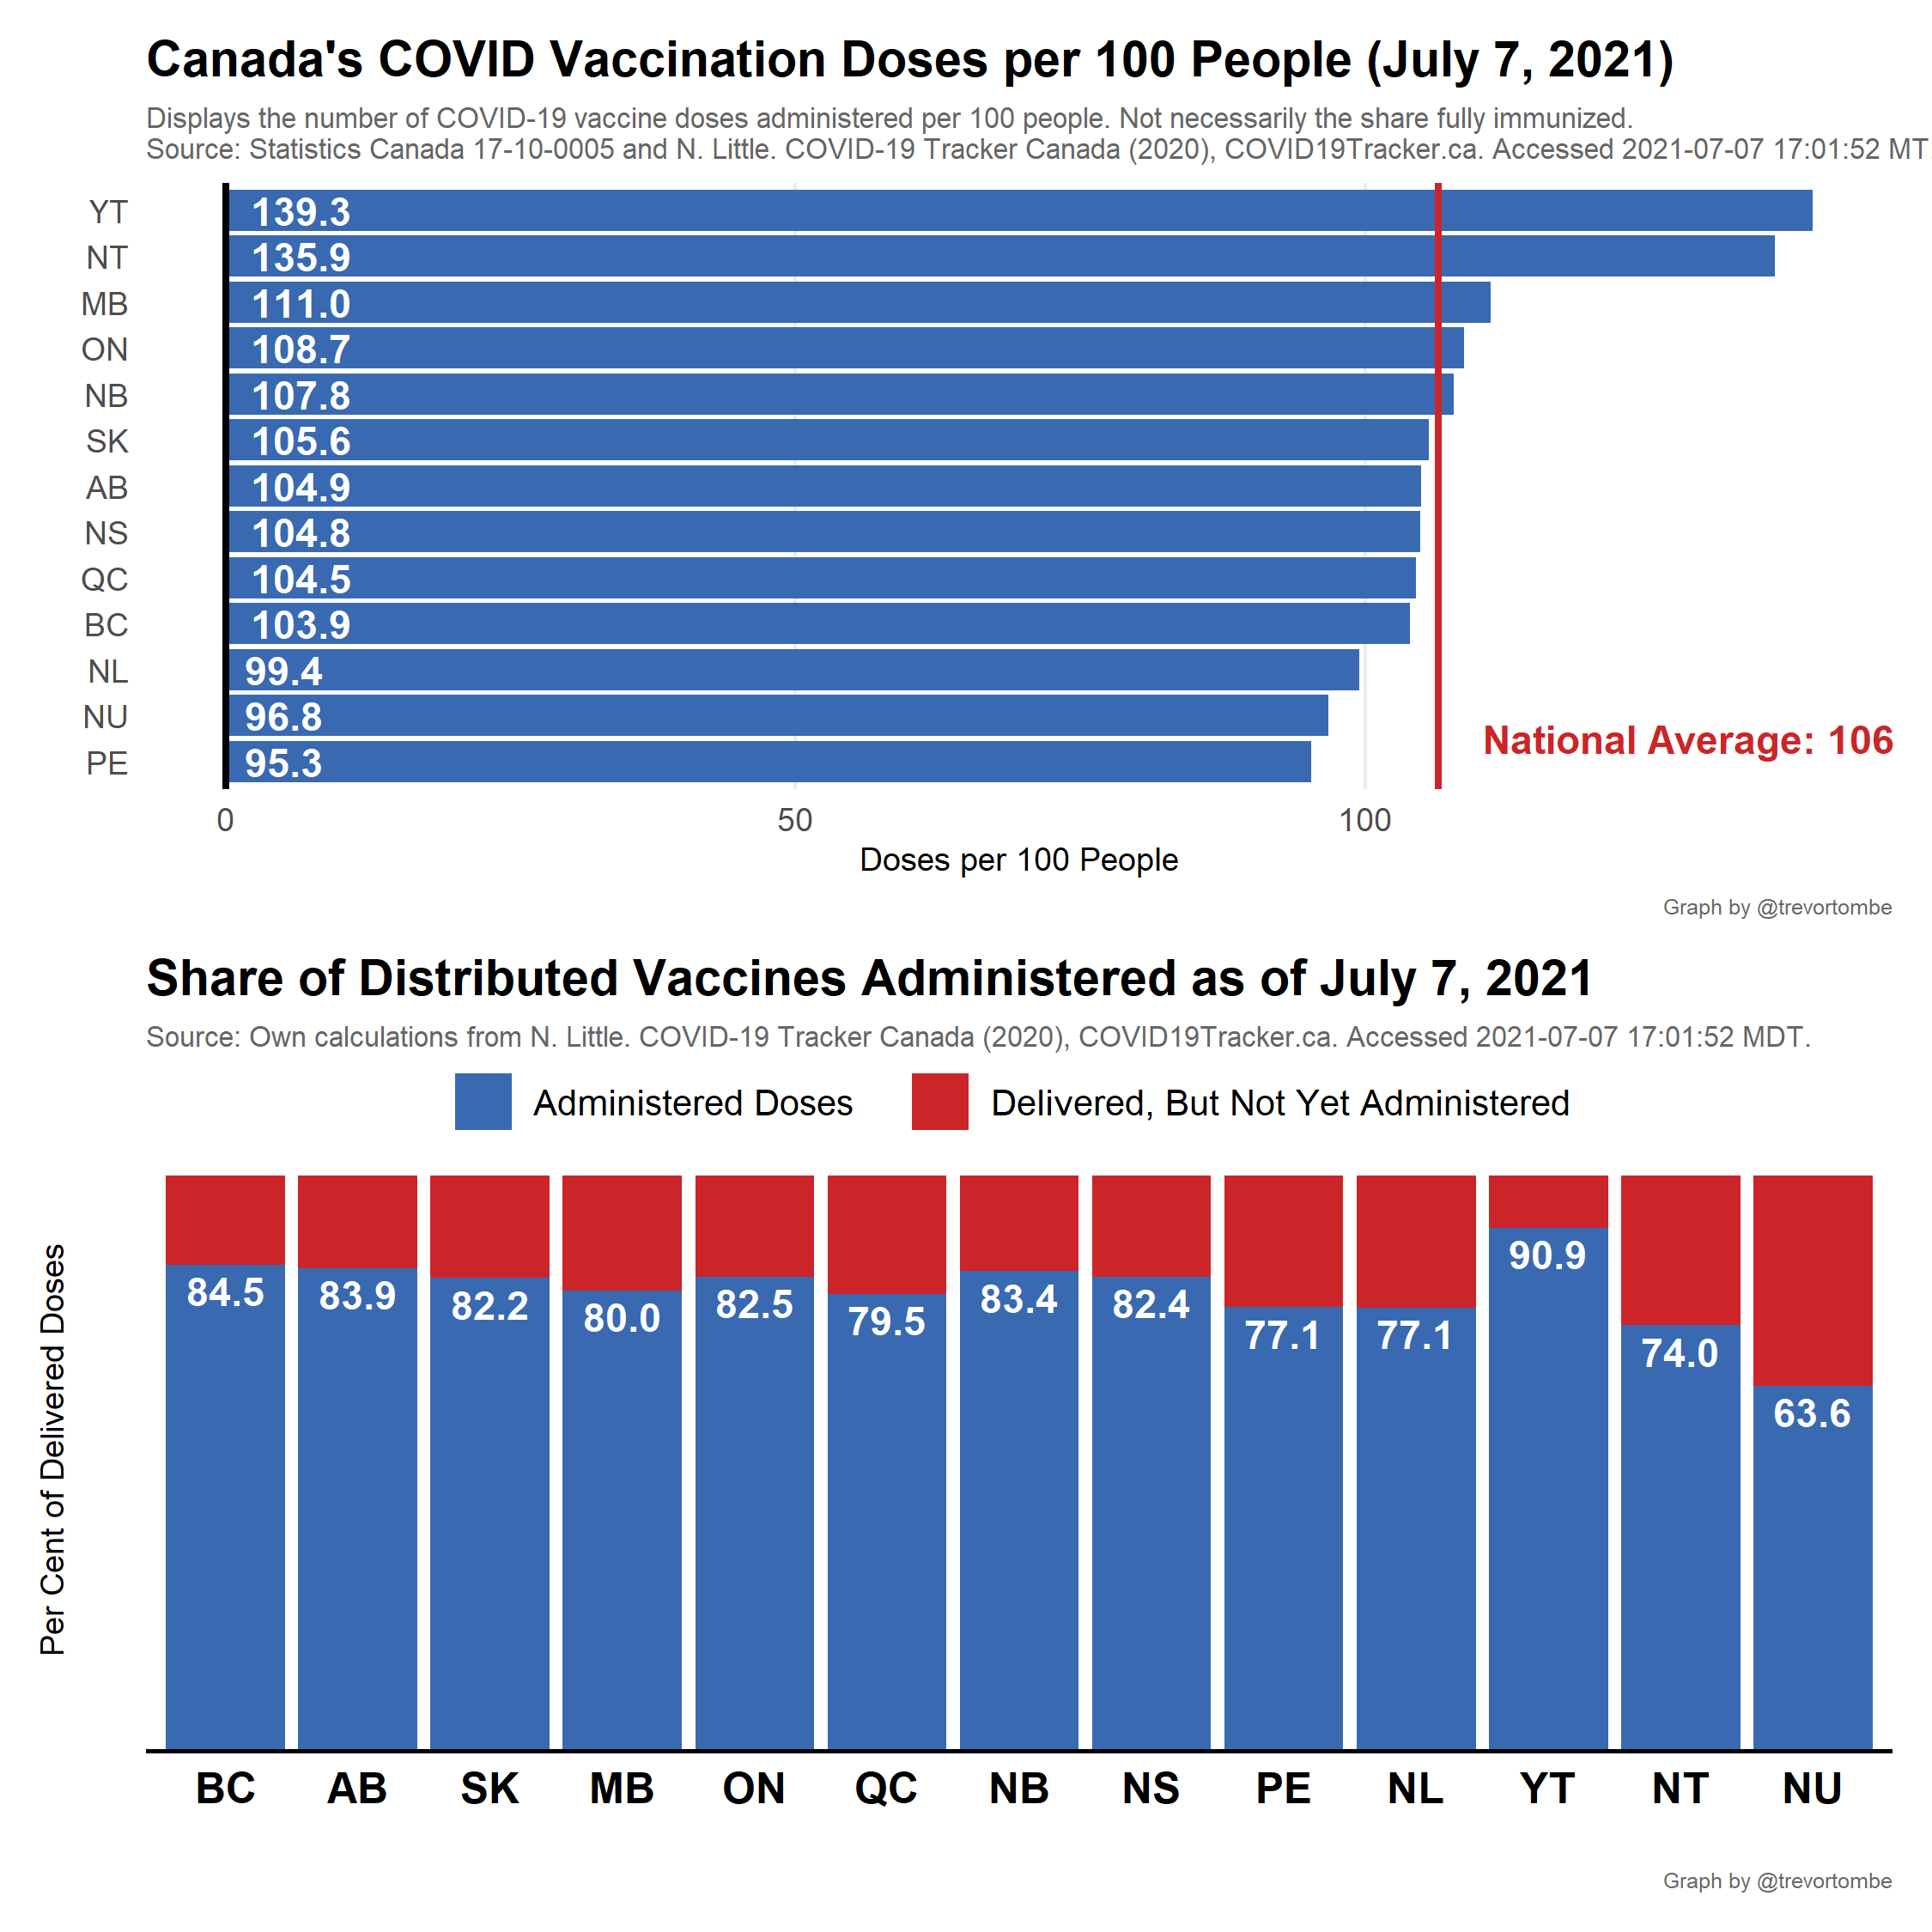 Canada's COVID Vaccination Doses per 100 People (July 7, 2021)
Displays the number of COVID-19 vaccine doses administered per 100 people. Not necessarily the share fully immunized.
Source: Statistics Canada 17-10-0005 and N. Little. COVID-19 Tracker Canada (2020), COVID19Tracker.ca. Accessed 2021-07-07 17:01:52 MT
YT 139.3
NT 135.9
MB 111.0
ON 108.7
NB 107.8
SK 105.6
AB 104.9
NS 104.8
QC 104.5
BC 103.9
NL 99.4
NU 96.8
National Average: 106
PE 95.3
0 50 100
Doses per 100 People
Graph by @trevortombe
Share of Distributed Vaccines Administered as of July 7, 2021
Source: Own calculations from N. Little. COVID-19 Tracker Canada (2020), COVID19Tracker.ca. Accessed 2021-07-07 17:01:52 MDT.
Administered Doses Delivered, But Not Yet Administered
Per Cent of Delivered Doses
84.5 83.9 82.2 80.0 82.5 79.5 83.4 82.4 77.1 77.1 90.9 74.0 63.6
BC AB SK MB ON QC NB NS PE NL YT NT NU
Graph by @trevortombe